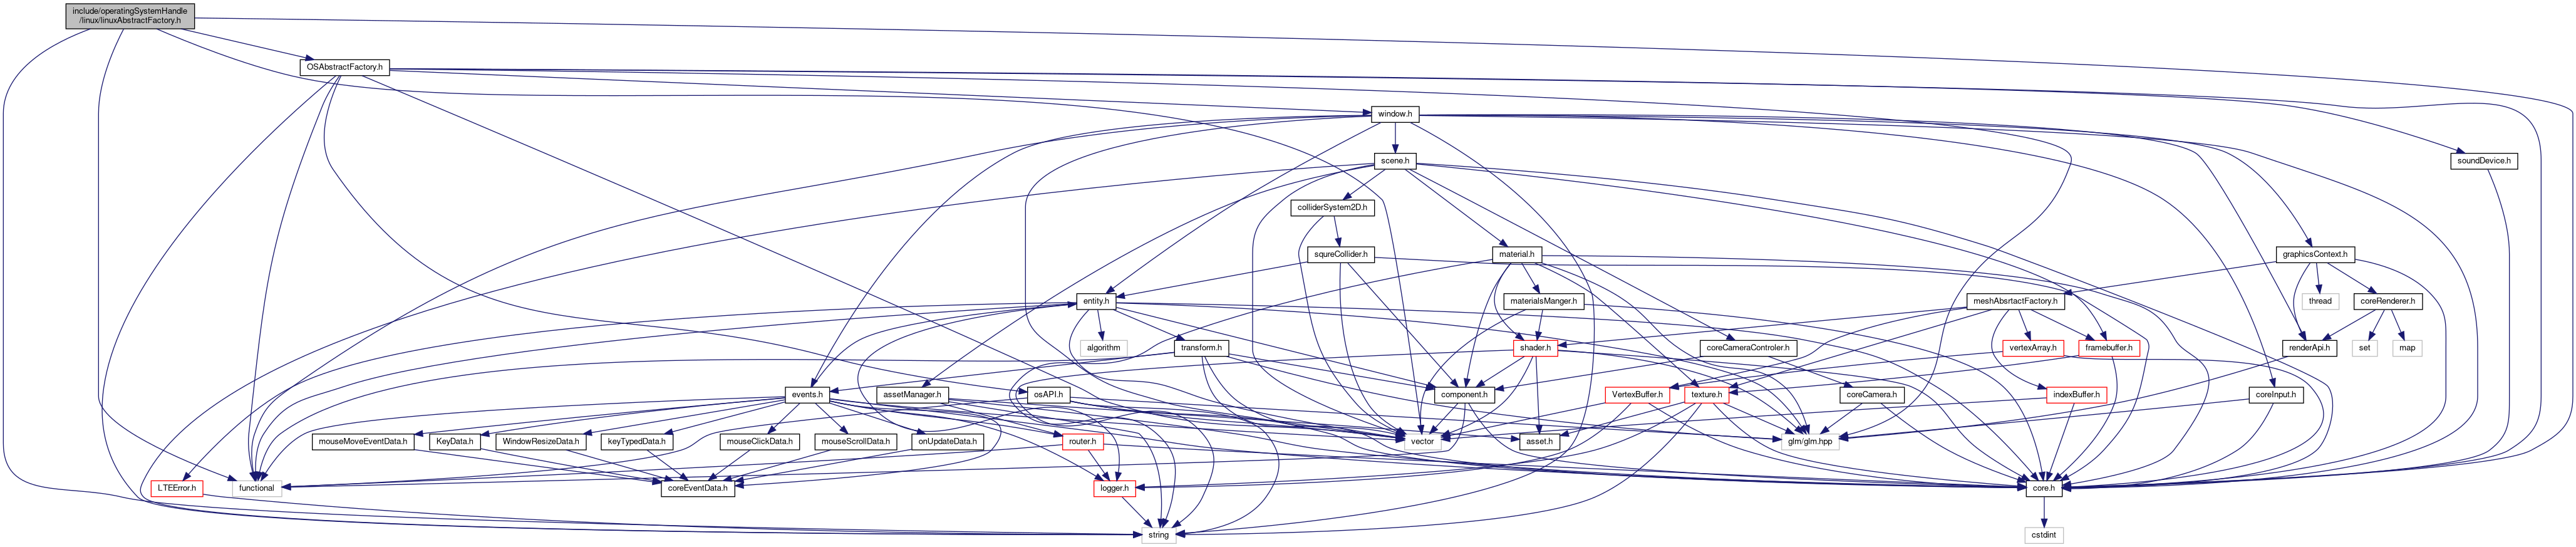 include/operatingSystemHandle
/linux/linuxAbstractFactory.h
OSAbstractFactory.h
window.h
scene.h
soundDevice.h
colliderSystem2D.h
squreCollider.h
material.h
graphicsContext.h
entity.h
materialsManger.h
meshAbsrtactFactory.h
thread
coreRenderer.h
algorithm
transform.h
shader.h
coreCameraControler.h
vertexArray.h
framebuffer.h
renderApi.h
set
map
events.h
assetManager.h
osAPI.h
component.h
VertexBuffer.h
texture.h
coreCamera.h
indexBuffer.h
coreInput.h
mouseMoveEventData.h
KeyData.h
WindowResizeData.h
keyTypedData.h
mouseClickData.h
mouseScrollData.h
onUpdateData.h
router.h
vector
asset.h
glm/glm.hpp
LTEError.h
functional
coreEventData.h
logger.h
core.h
string
cstdint